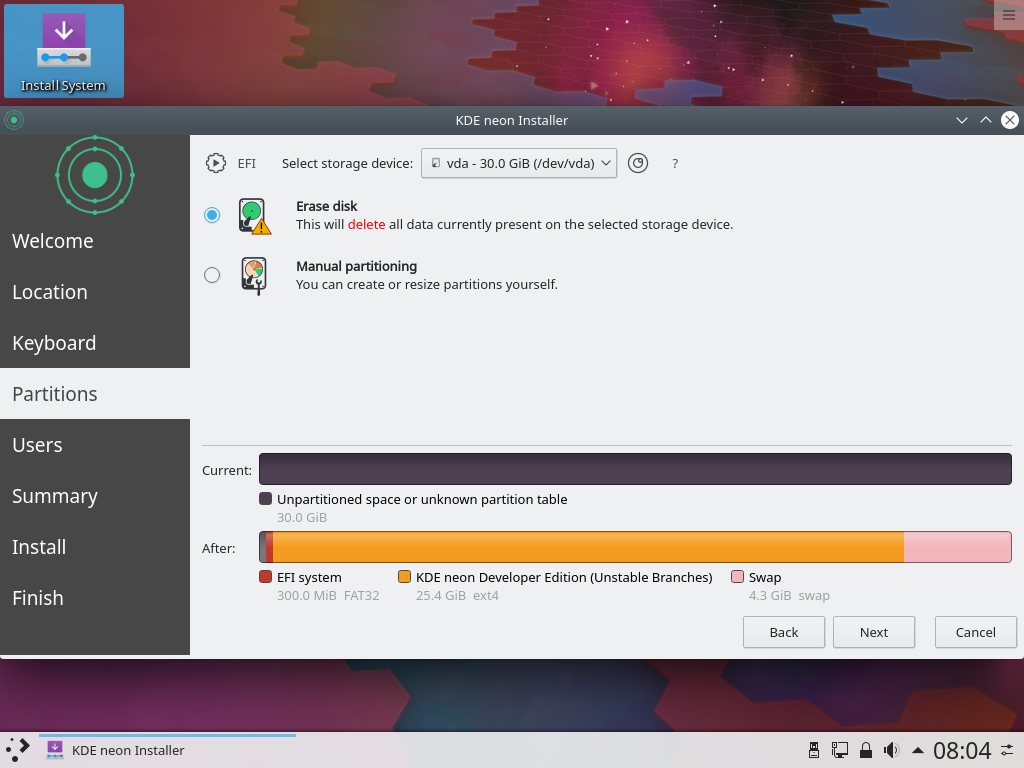 Install System
KDE neon Installer
EFI Select storage device: vda - 30.0 GiB (/dev/vda) ?
Erase disk
This will delete all data currently present on the selected storage device.
Manual partitioning
You can create or resize partitions yourself.
Welcome
Location
Keyboard
Partitions
Users
Summary
Install
Finish
Current:
Unpartitioned space or unknown partition table
30.0 GiB
After:
EFI system KDE neon Developer Edition (Unstable Branches) Swap
300.0 MiB FAT32 25.4 GiB ext4 4.3 GiB swap
Back Next Cancel
KDE neon Installer 08:04